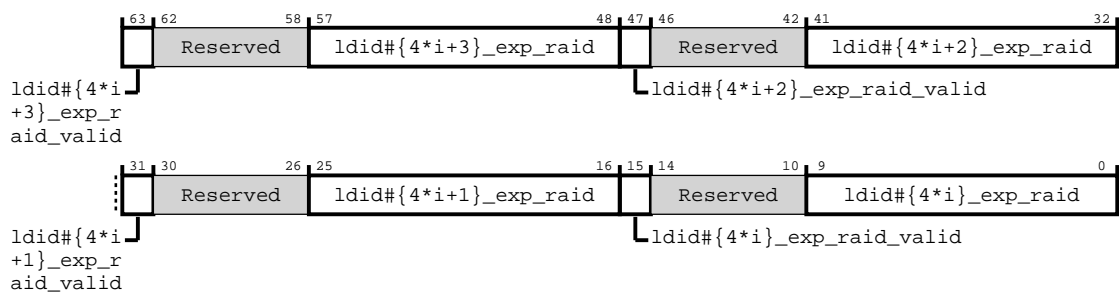 63 62 58 57 48 47 46 42 41 32
Reserved ldid#{4*i+3}_exp_raid Reserved ldid#{4*i+2}_exp_raid
ldid#{4*i
+3}_exp_r
aid_valid
ldid#{4*i+2}_exp_raid_valid
31 30 26 25 16 15 14 10 9 0
Reserved ldid#{4*i+1}_exp_raid Reserved ldid#{4*i}_exp_raid
ldid#{4*i
+1}_exp_r
aid_valid
ldid#{4*i}_exp_raid_valid